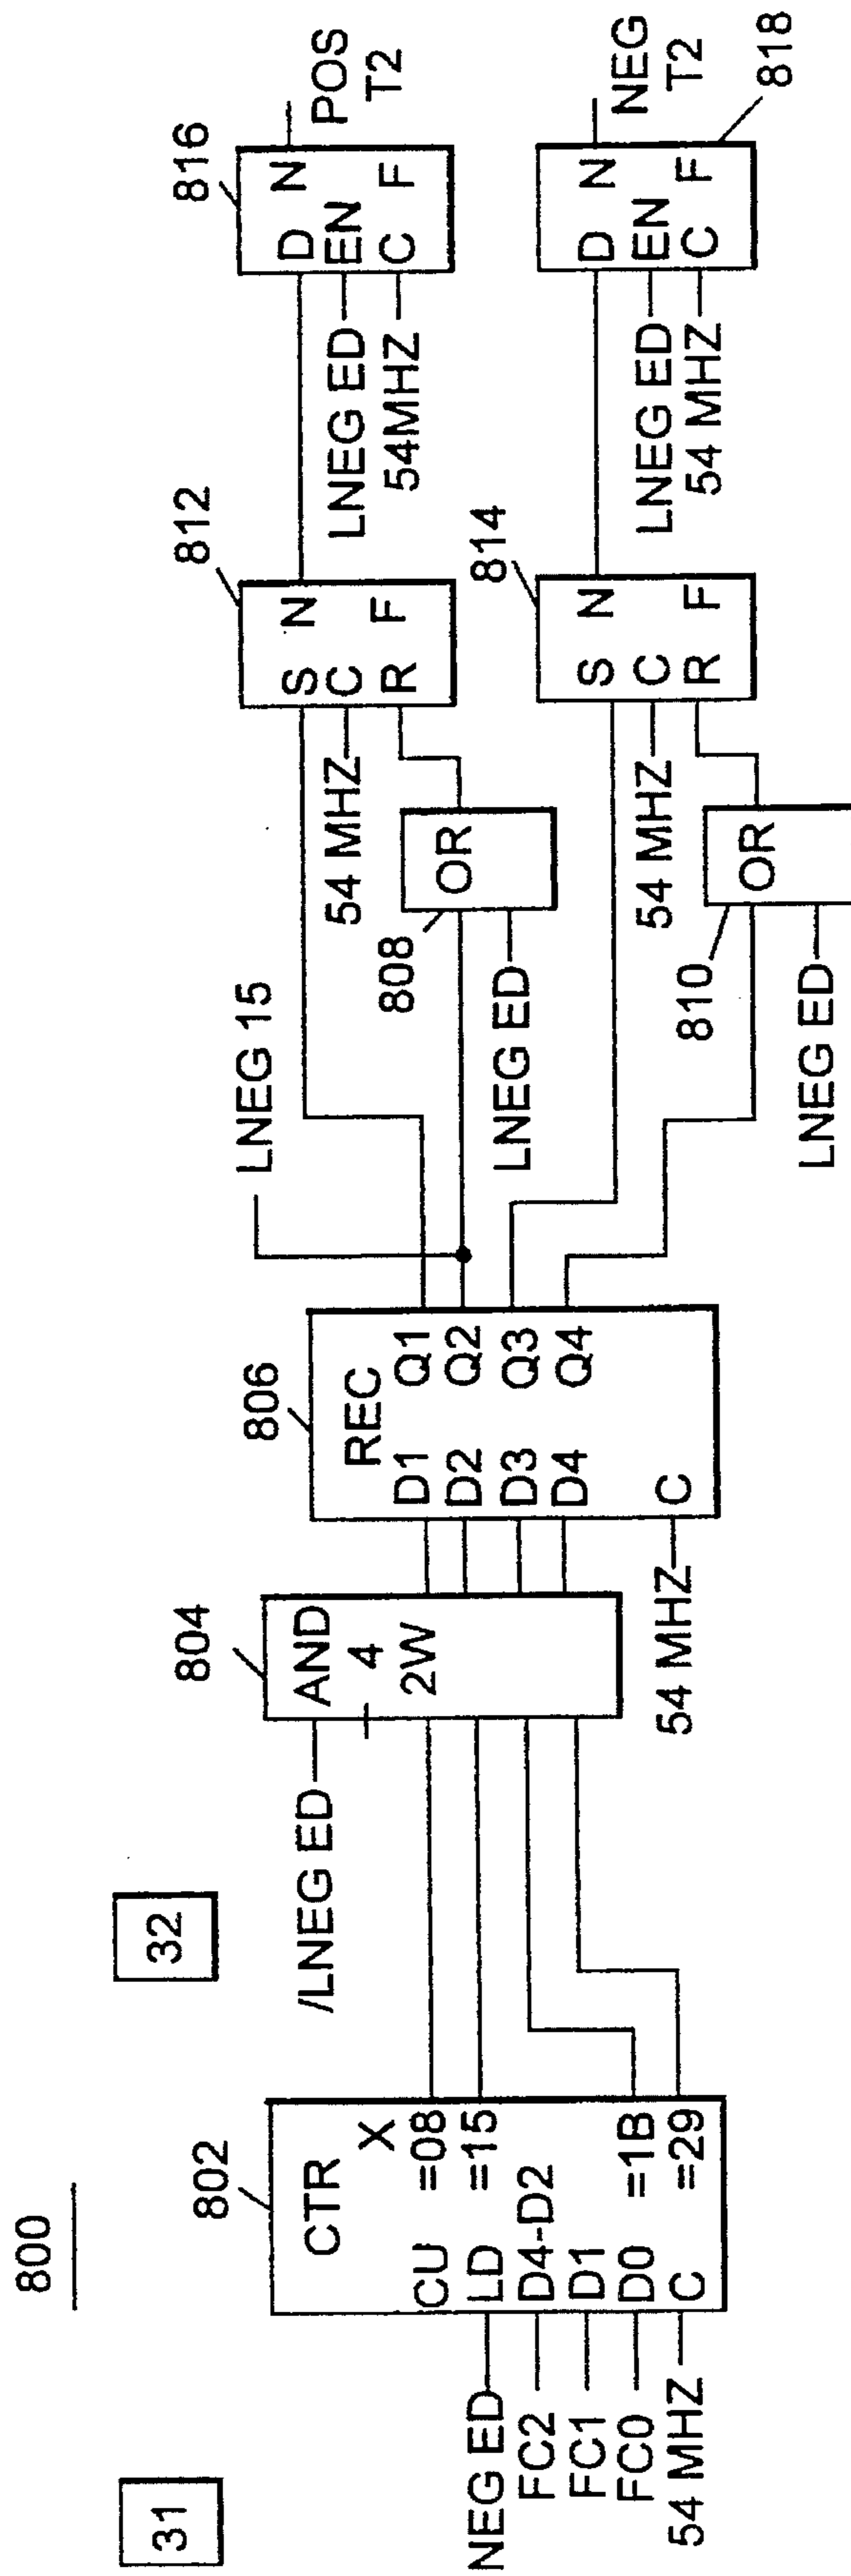 800
31
32
802
CTR
X
CU =08
LD =15
D4-D2
D1
D0 =1B
C =29
NEG ED
FC2
FC1
FC0
54 MHZ
/LNEG ED
804
AND
4
2W
806
REC
D1 Q1
D2 Q2
D3 Q3
D4 Q4
C
54 MHZ
LNEG 15
808
OR
LNEG ED
810
OR
LNEG ED
812
S N
C
R F
54 MHZ
814
S N
C
R F
54 MHZ
816
D N
EN
C F
LNEG ED
54MHZ
POS
T2
818
D N
EN
C F
LNEG ED
54 MHZ
NEG
T2